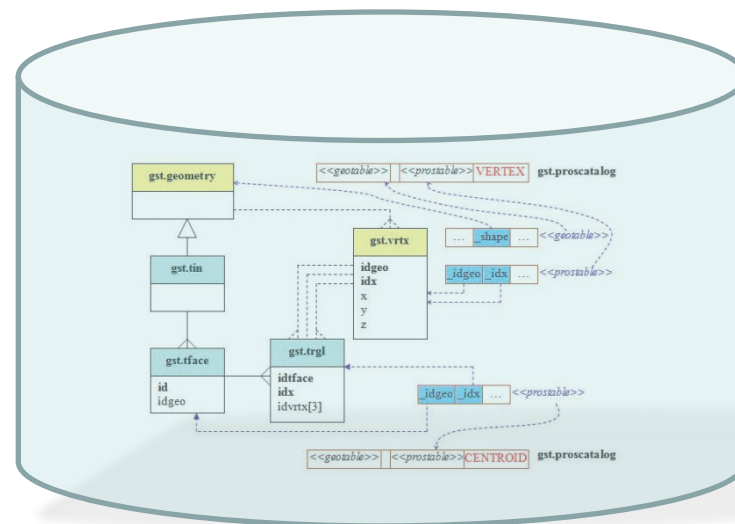 <<geotable>> <<prostable>> VERTEX gst.proscatalog
gst.geometry
... _shape ... <<geotable>>
gst.vrtx
idgeo
idx
x
y
z
_idgeo _idx ... <<prostable>>
gst.tin
gst.tface
id
idgeo
gst.trgl
idtface
idx
idvrtx[3]
_idgeo _idx ... <<prostable>>
<<geotable>> <<prostable>> CENTROID gst.proscatalog